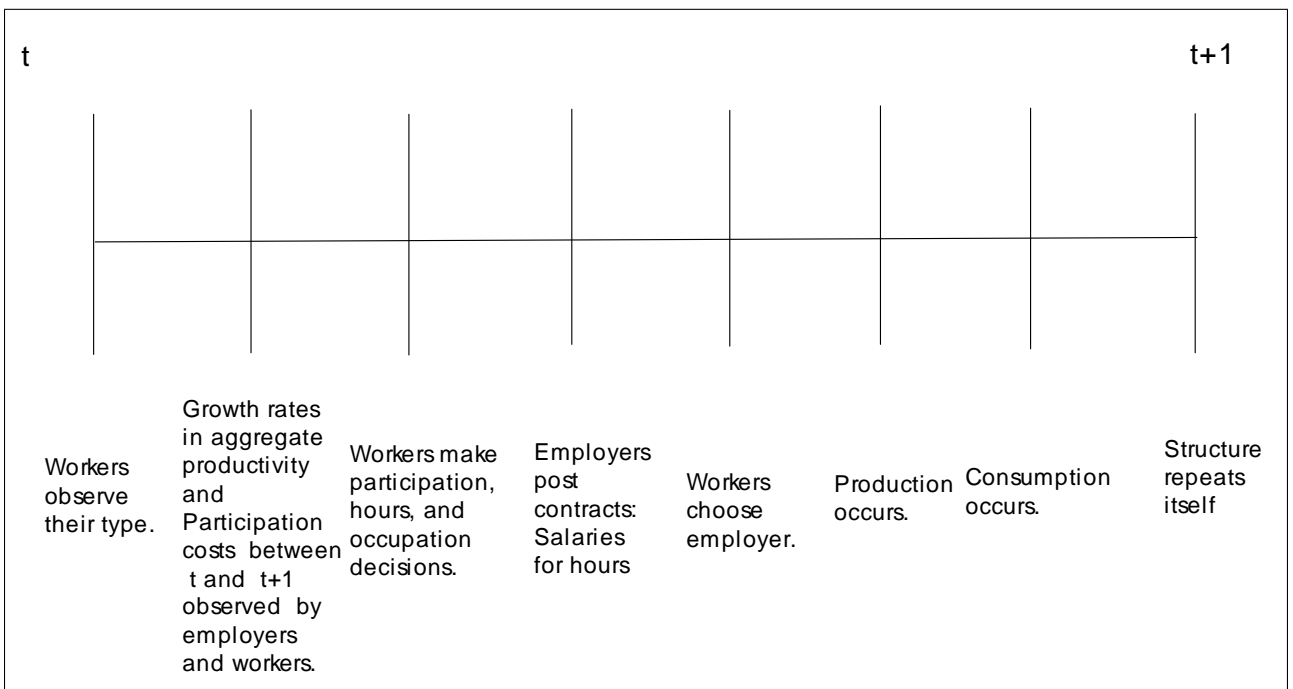 t
t+1
Workers
observe
their type.
Growth rates
in aggregate
productivity
and
Participation
costs between
t and t+1
observed by
employers
and workers.
Workers make
participation,
hours, and
occupation
decisions.
Employers
post
contracts:
Salaries
for hours
Workers
choose
employer.
Production
occurs.
Consumption
occurs.
Structure
repeats
itself